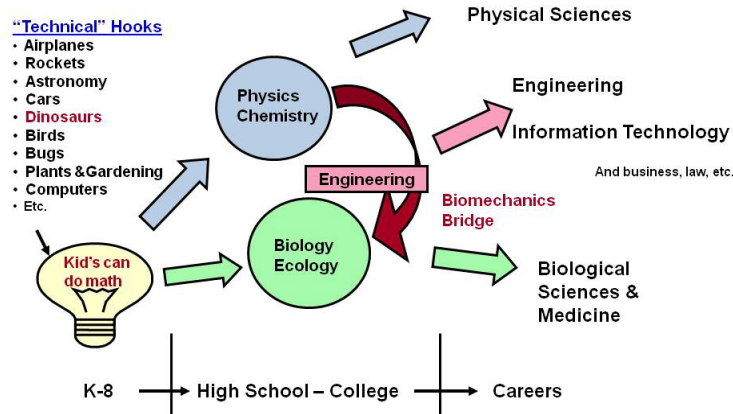 “Technical” Hooks
• Airplanes
• Rockets
• Astronomy
• Cars
• Dinosaurs
• Birds
• Bugs
• Plants &Gardening
• Computers
• Etc.
Kid's can
do math
Physics
Chemistry
Engineering
Biology
Ecology
Biomechanics
Bridge
Physical Sciences
Engineering
Information Technology
And business, law, etc.
Biological
Sciences &
Medicine
K-8
High School – College
Careers